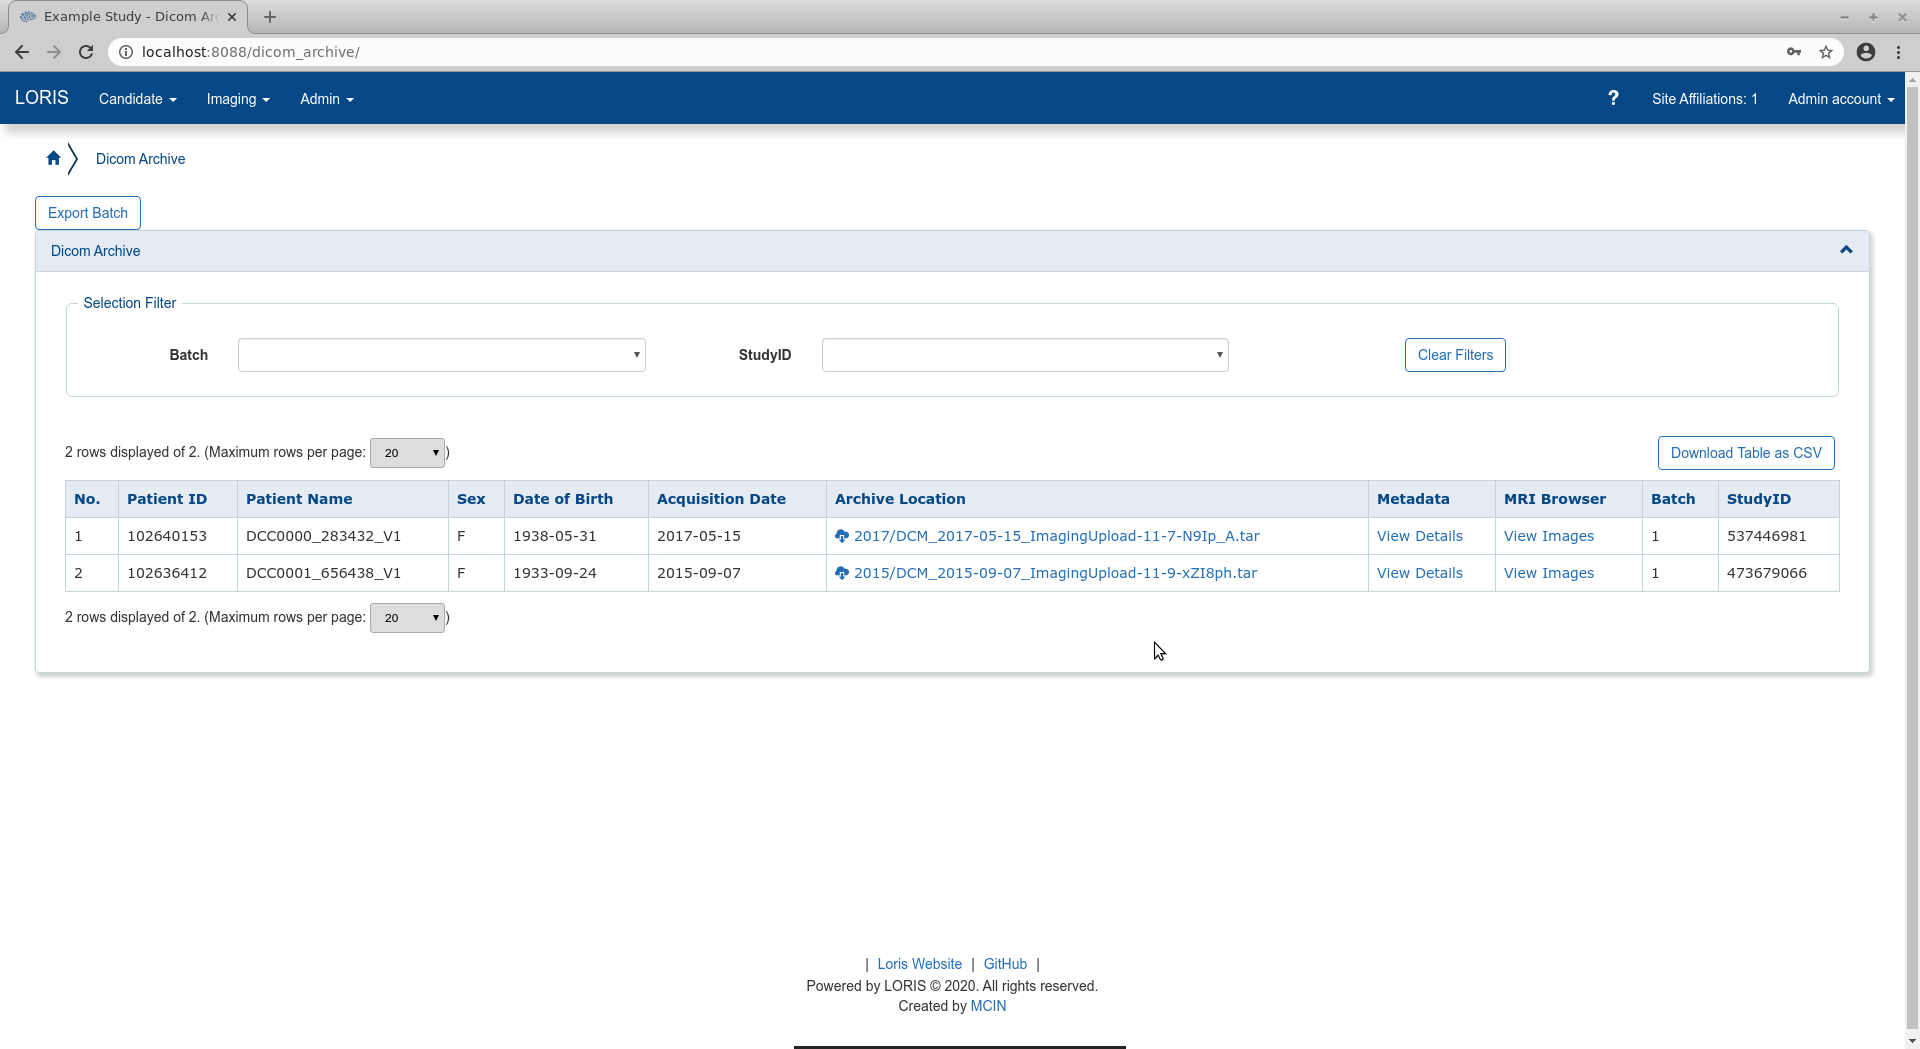 Example Study - Dicom Ar
localhost:8088/dicom_archive/
LORIS Candidate Imaging Admin ? Site Affiliations: 1 Admin account
Dicom Archive
Export Batch
Dicom Archive
Selection Filter
Batch StudyID Clear Filters
2 rows displayed of 2. (Maximum rows per page: 20 ) Download Table as CSV
No. Patient ID Patient Name Sex Date of Birth Acquisition Date Archive Location Metadata MRI Browser Batch StudyID
1 102640153 DCC0000_283432_V1 F 1938-05-31 2017-05-15 2017/DCM_2017-05-15_ImagingUpload-11-7-N9Ip_A.tar View Details View Images 1 537446981
2 102636412 DCC0001_656438_V1 F 1933-09-24 2015-09-07 2015/DCM_2015-09-07_ImagingUpload-11-9-xZI8ph.tar View Details View Images 1 473679066
2 rows displayed of 2. (Maximum rows per page: 20 )
| Loris Website | GitHub |
Powered by LORIS © 2020. All rights reserved.
Created by MCIN